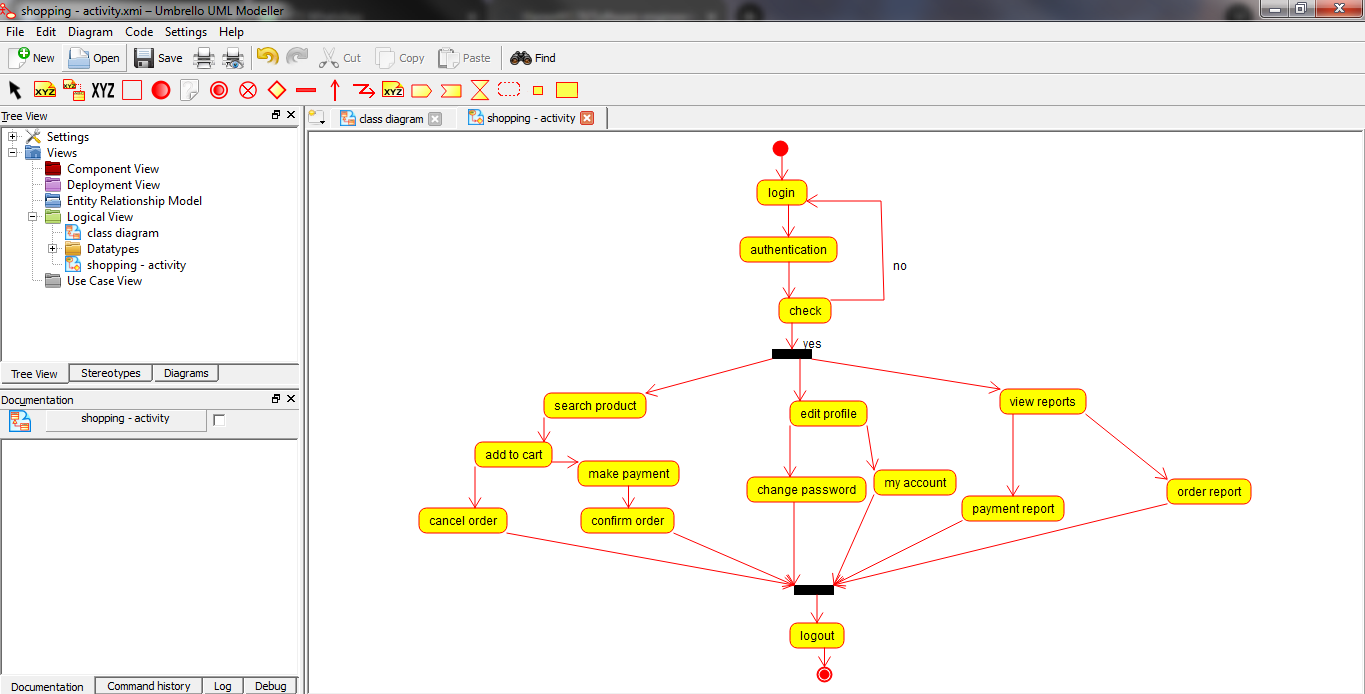 shopping - activity.xmi – Umbrello UML Modeller
File Edit Diagram Code Settings Help
New Open Save Cut Copy Paste Find
XYZ XYZ XYZ XYZ
Tree View
class diagram
shopping - activity
Settings
Views
Component View
Deployment View
Entity Relationship Model
Logical View
class diagram
Datatypes
shopping - activity
Use Case View
Tree View Stereotypes Diagrams
Documentation
shopping - activity
Documentation Command history Log Debug
login
authentication
no
check
yes
search product
edit profile
view reports
add to cart
make payment
change password
my account
order report
payment report
cancel order
confirm order
logout